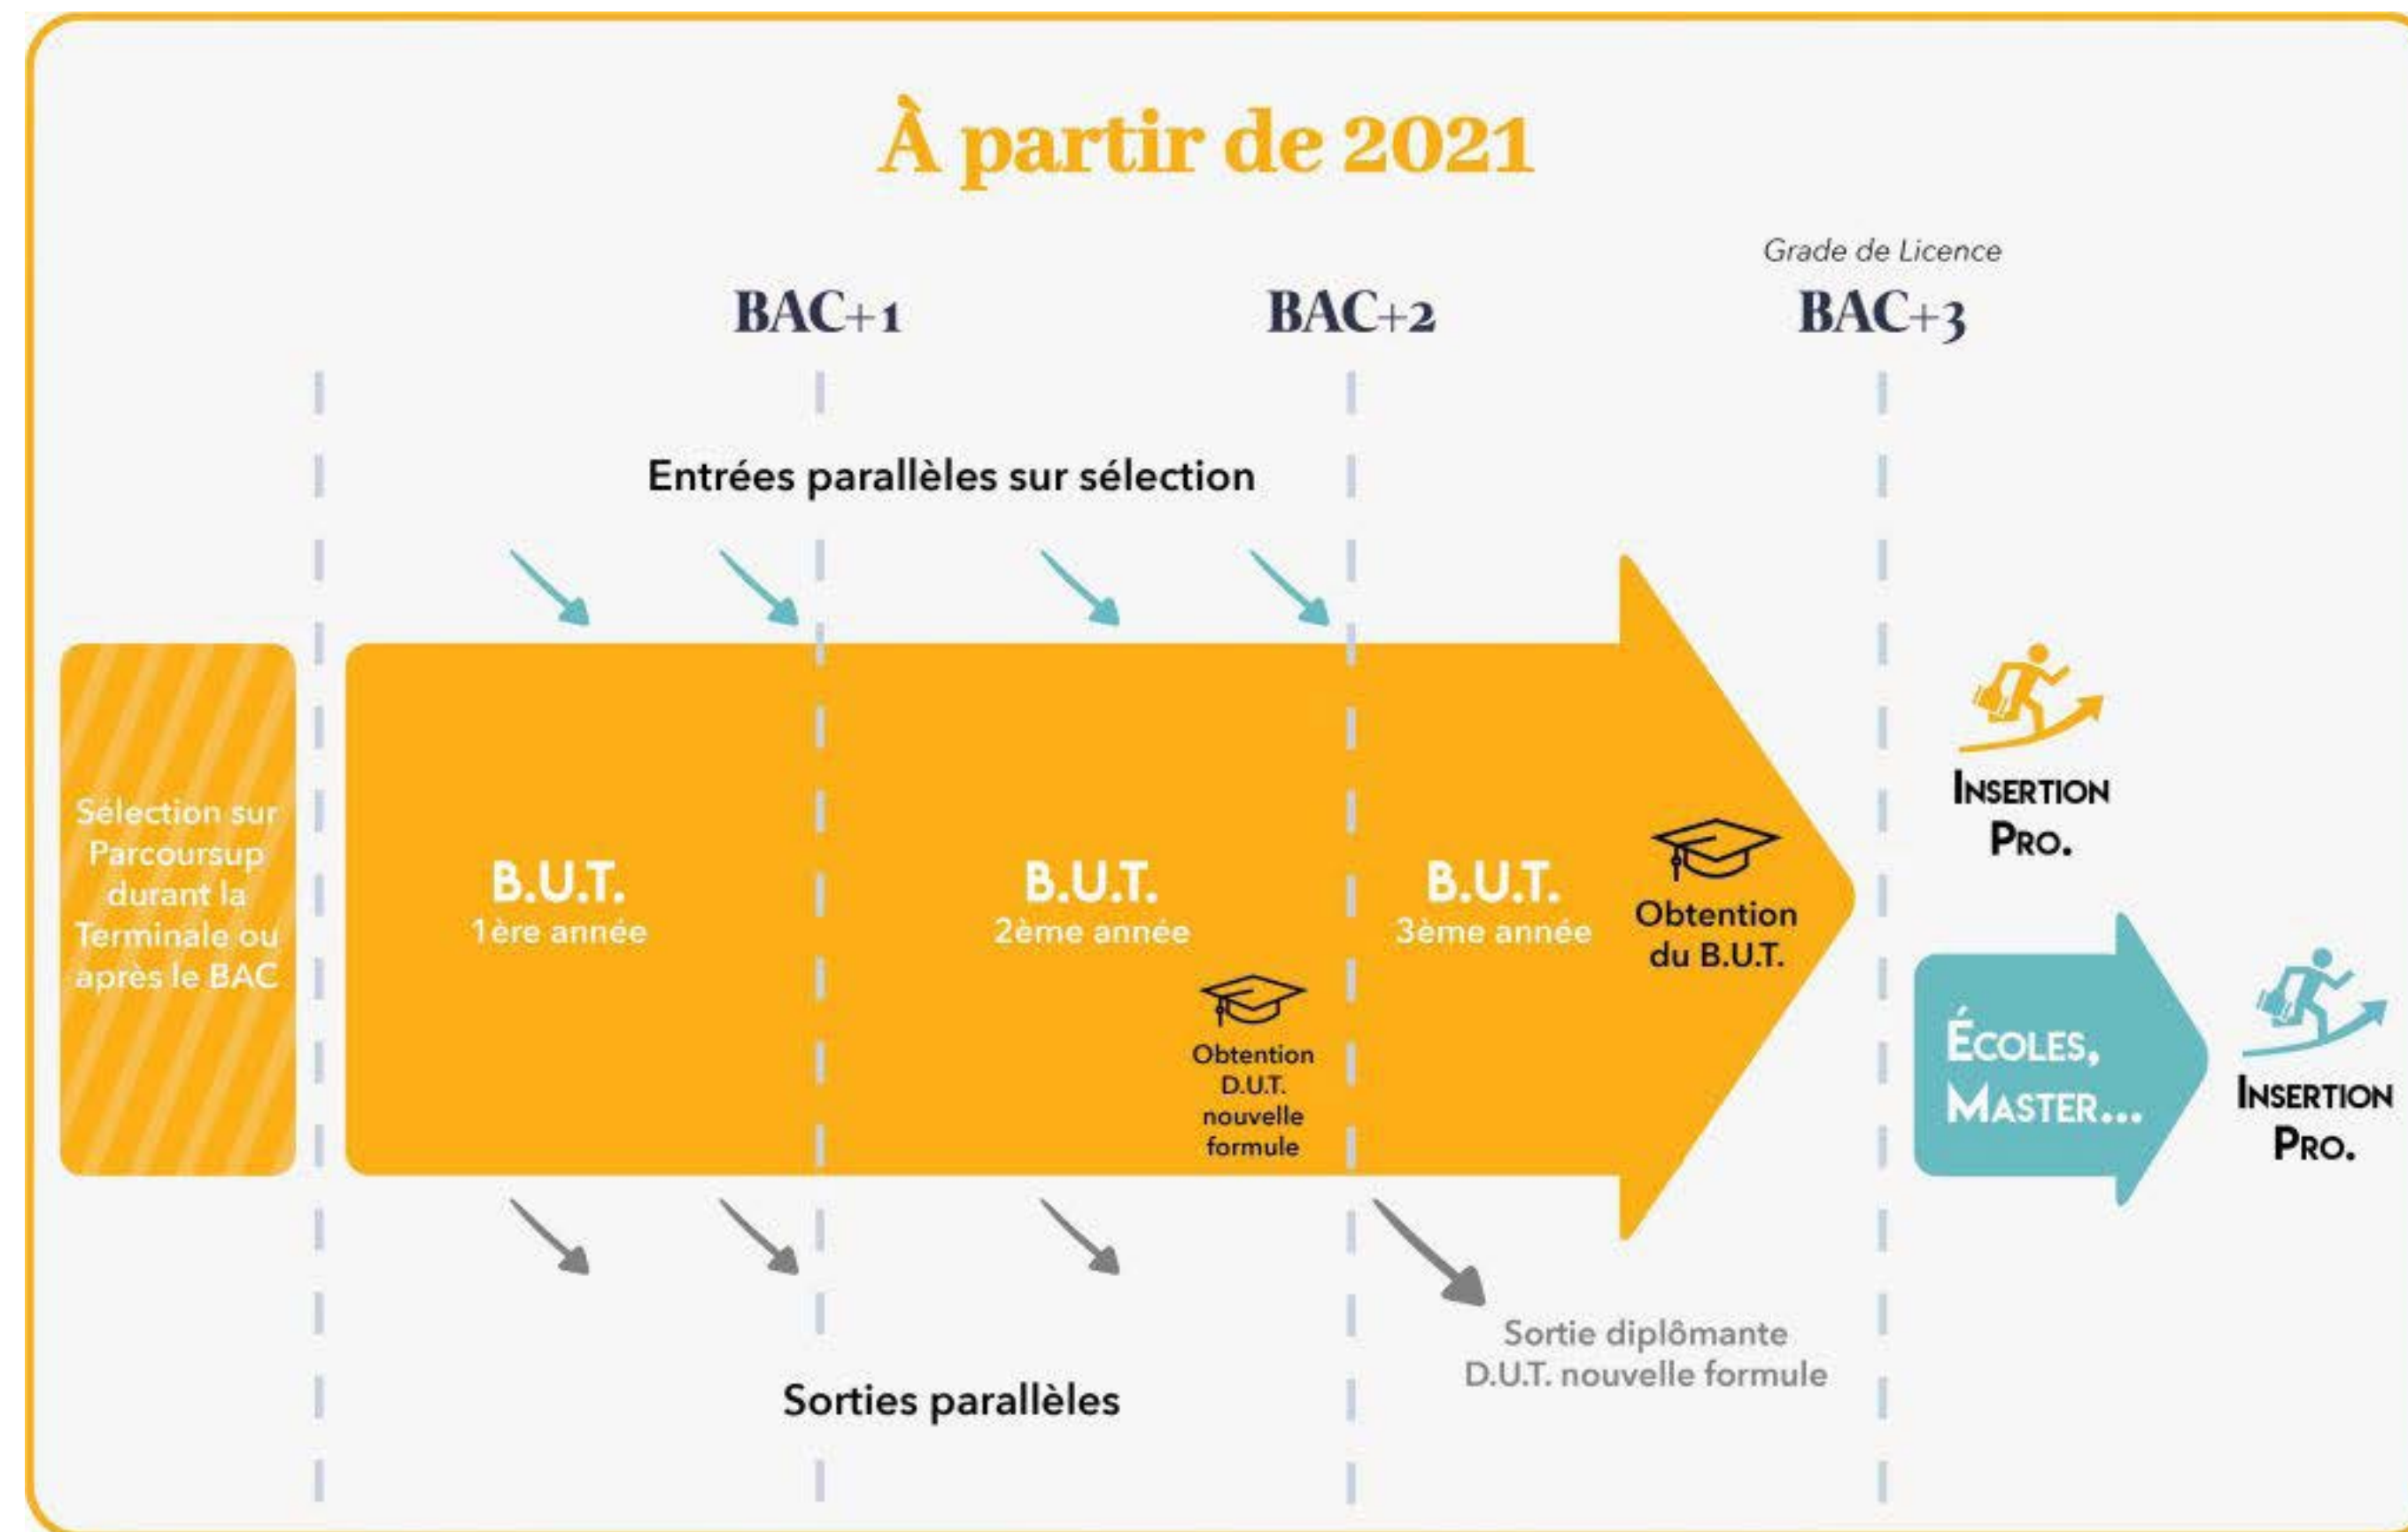 À partir de 2021
Grade de Licence
BAC+1
BAC+2
BAC+3
Entrées parallèles sur sélection
Sélection sur
Parcoursup
durant la
Terminale ou
après le BAC
B.U.T.
1ère année
B.U.T.
2ème année
Obtention
D.U.T.
nouvelle
formule
B.U.T.
3ème année
Obtention
du B.U.T.
INSERTION
PRO.
ÉCOLES,
MASTER...
INSERTION
PRO.
Sortie diplômante
D.U.T. nouvelle formule
Sorties parallèles